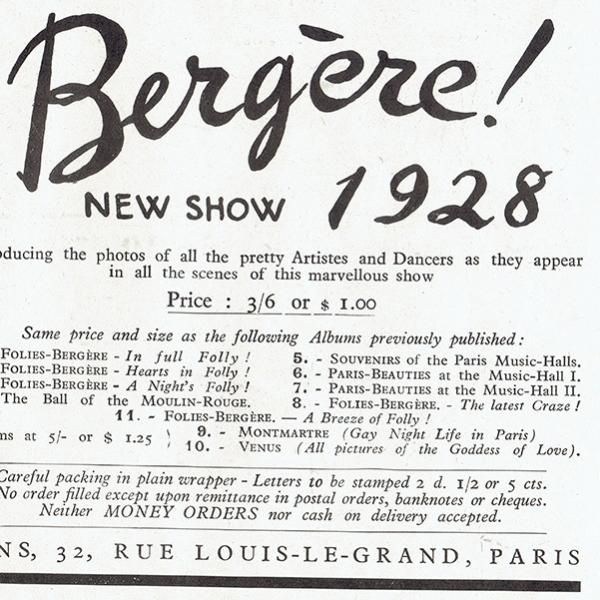 Bergère!
NEW SHOW 1928
oducing the photos of all the pretty Artistes and Dancers as they appear
in all the scenes of this marvellous show
Price : 3/6 or $ 1.00
Same price and size as the following Albums previously published :
FOLIES-BERGÈRE - In full Folly !
FOLIES-BERGÈRE - Hearts in Folly !
FOLIES-BERGÈRE - A Night's Folly !
The Ball of the MOULIN-ROUGE.
5. - SOUVENIRS of the Paris Music-Halls.
6. - PARIS-BEAUTIES at the Music-Hall I.
7. - PARIS-BEAUTIES at the Music-Hall II.
8. - FOLIES-BERGÈRE. - The latest Craze !
11. - FOLIES-BERGÈRE. — A Breeze of Folly !
ms at 5/- or $ 1.25
9. - MONTMARTRE (Gay Night Life in Paris)
10. - VENUS (All pictures of the Goddess of Love).
Careful packing in plain wrapper - Letters to be stamped 2 d. 1/2 or 5 cts.
No order filled except upon remittance in postal orders, banknotes or cheques.
Neither MONEY ORDERS nor cash on delivery accepted.
NS, 32, RUE LOUIS-LE-GRAND, PARIS